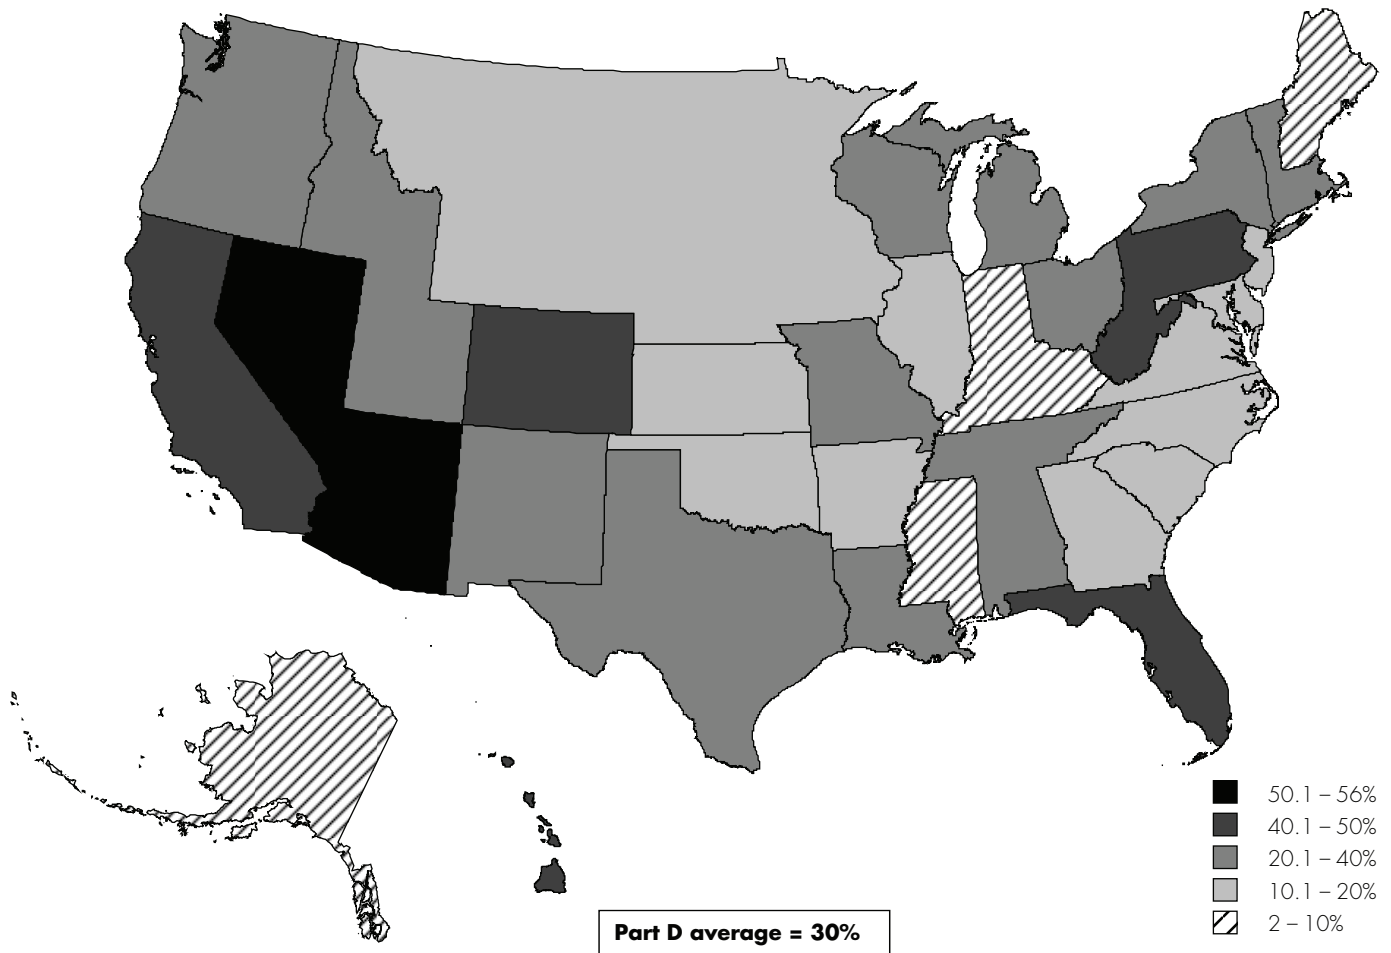 50.1 – 56%
40.1 – 50%
20.1 – 40%
10.1 – 20%
2 – 10%
Part D average = 30%